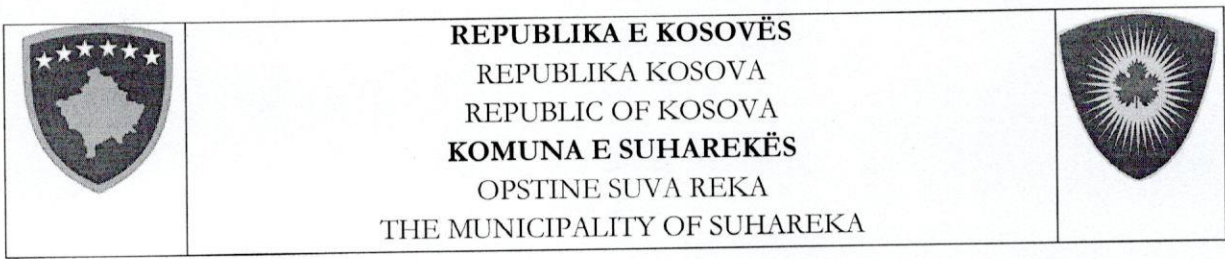 REPUBLIKA E KOSOVËS
REPUBLIKA KOSOVA
REPUBLIC OF KOSOVA
KOMUNA E SUHAREKËS
OPSTINE SUVA REKA
THE MUNICIPALITY OF SUHAREKA